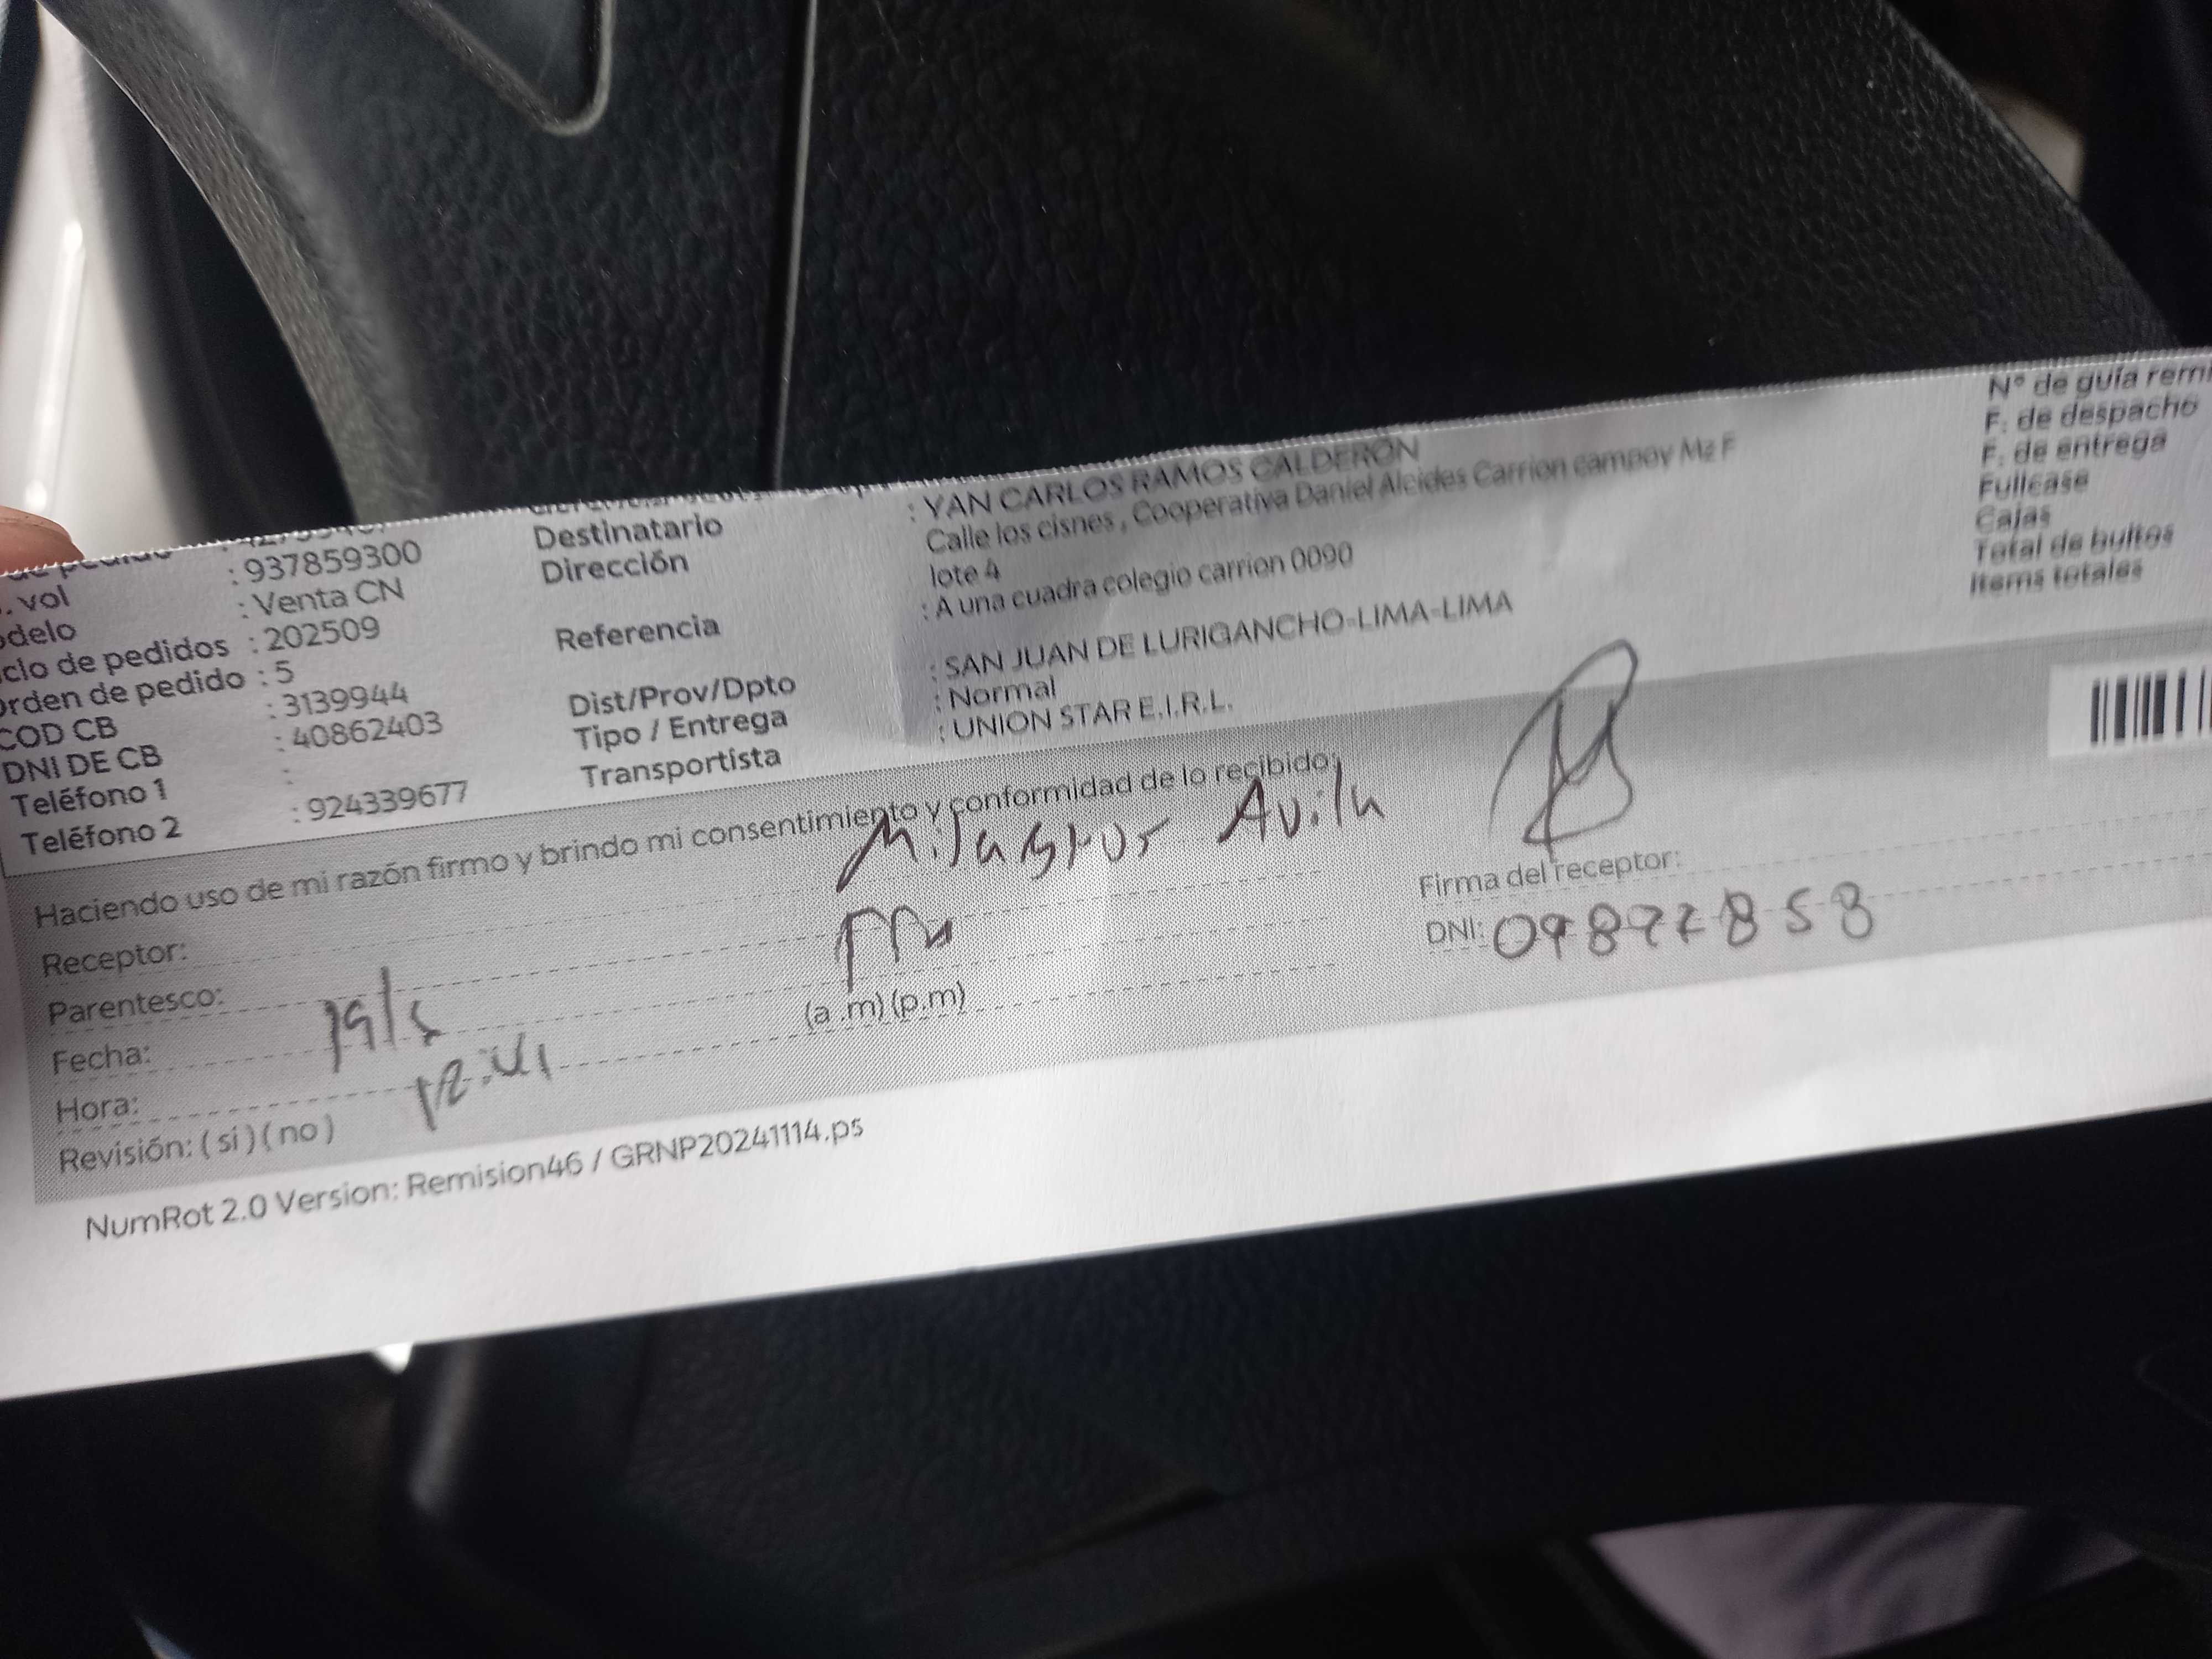 : 937859300
. vol : Venta CN
delo : 202509
clo de pedidos : 5
rden de pedido : 3139944
COD CB : 40862403
DNI DE CB :
Teléfono 1 : 924339677
Teléfono 2
Destinatario : YAN CARLOS RAMOS CALDERON
Dirección Calle los cisnes , Cooperativa Daniel Alcides Carrion campoy Mz F
lote 4
Referencia : A una cuadra colegio carrion 0090
Dist/Prov/Dpto : SAN JUAN DE LURIGANCHO-LIMA-LIMA
Tipo / Entrega : Normal
Transportista : UNION STAR E.I.R.L.
N° de guía remi
F. de despacho
F. de entrega
Fullcase
Cajas
Total de bultos
Items totales
Haciendo uso de mi razón firmo y brindo mi consentimiento y conformidad de lo recibido:
Receptor: Milagros Avila
Parentesco:
Fecha:
Hora: (a .m) (p.m)
Revisión: ( si ) ( no )
Firma del receptor:
DNI:
NumRot 2.0 Version: Remision46 / GRNP20241114.ps